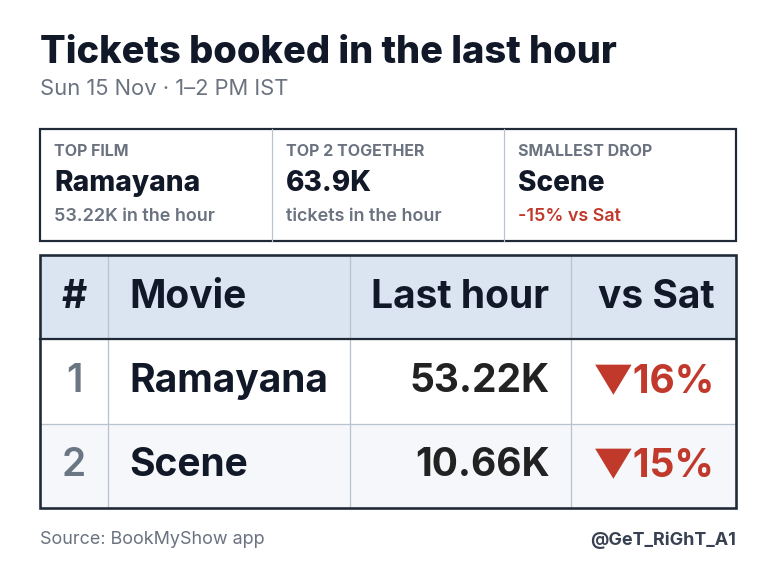 Tickets booked in the last hour
Sun 15 Nov · 1–2 PM IST
TOP FILM
Ramayana
53.22K in the hour
TOP 2 TOGETHER
63.9K
tickets in the hour
SMALLEST DROP
Scene
-15% vs Sat
# Movie Last hour vs Sat
1 Ramayana 53.22K ▼16%
2 Scene 10.66K ▼15%
Source: BookMyShow app
@GeT_RiGhT_A1